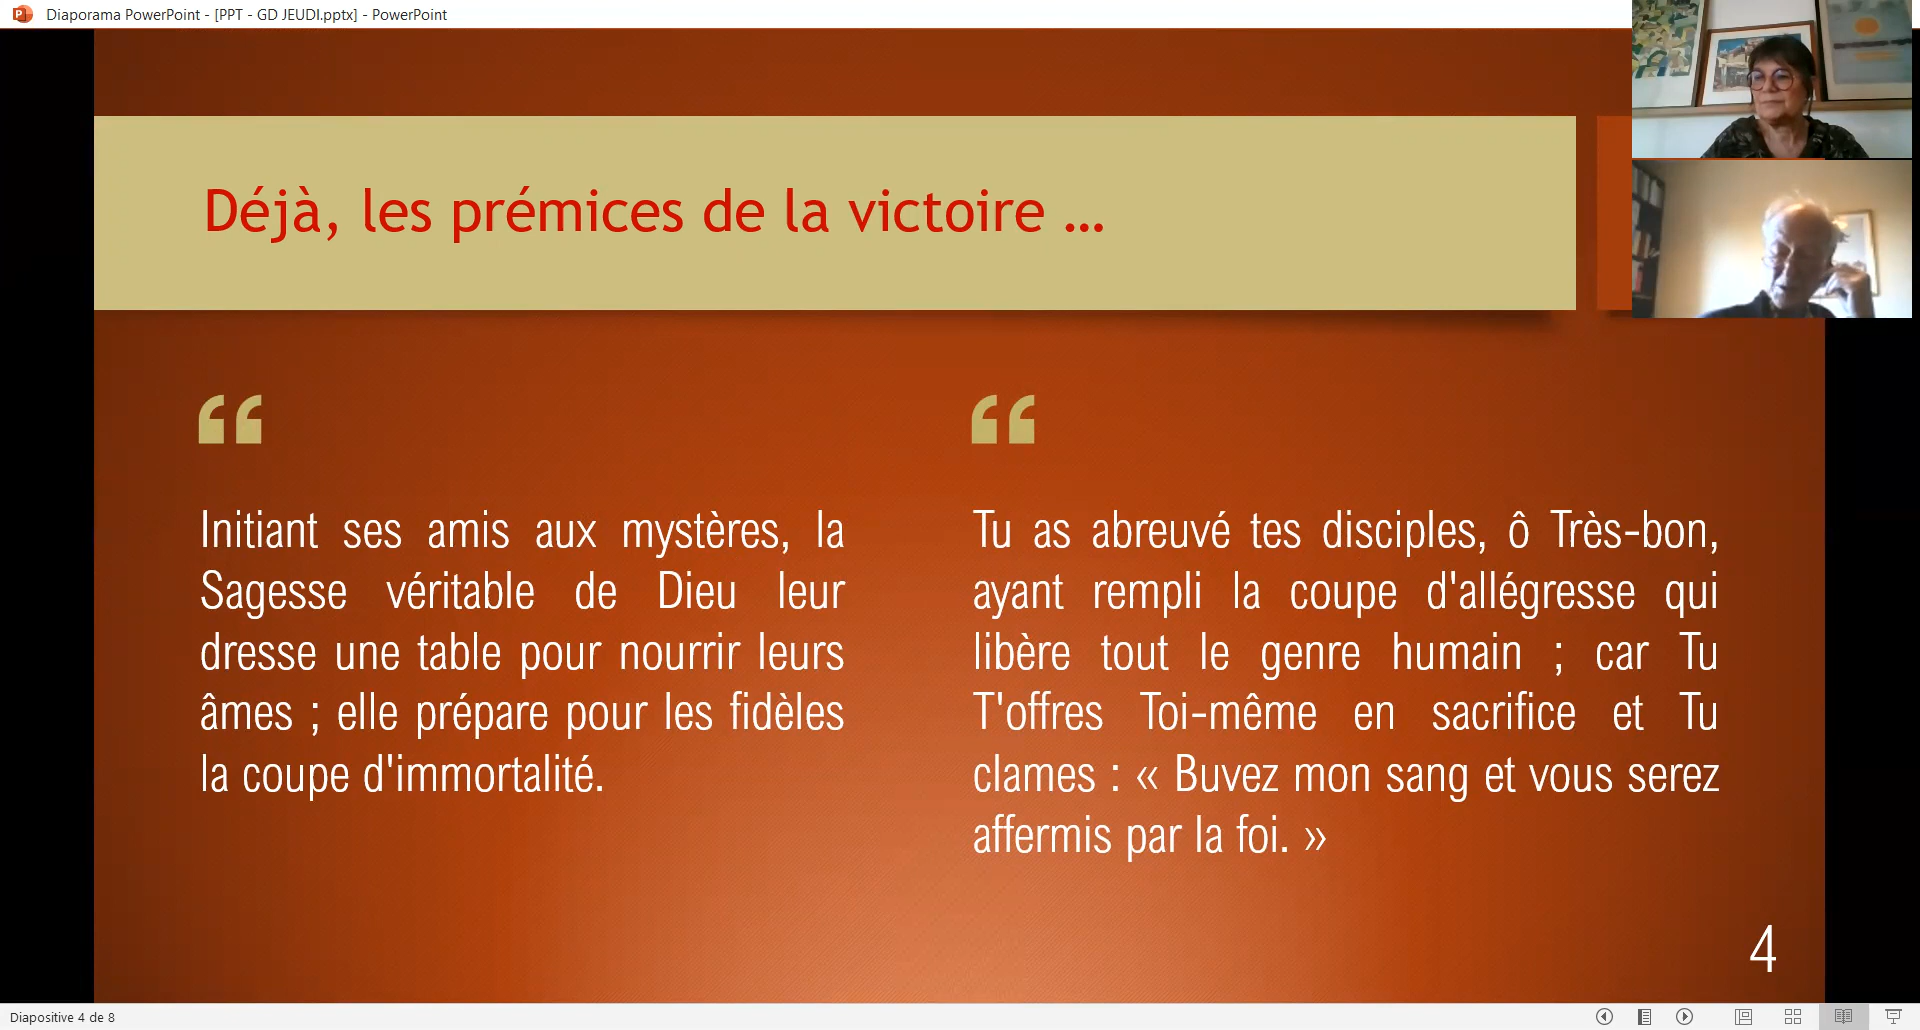 Diaporama PowerPoint - [PPT - GD JEUDI.pptx] - PowerPoint
Déjà, les prémices de la victoire ...
“
Initiant ses amis aux mystères, la
Sagesse véritable de Dieu leur
dresse une table pour nourrir leurs
âmes ; elle prépare pour les fidèles
la coupe d'immortalité.
“
Tu as abreuvé tes disciples, ô Très-bon,
ayant rempli la coupe d'allégresse qui
libère tout le genre humain ; car Tu
T'offres Toi-même en sacrifice et Tu
clames : « Buvez mon sang et vous serez
affermis par la foi. »
4
Diapositive 4 de 8